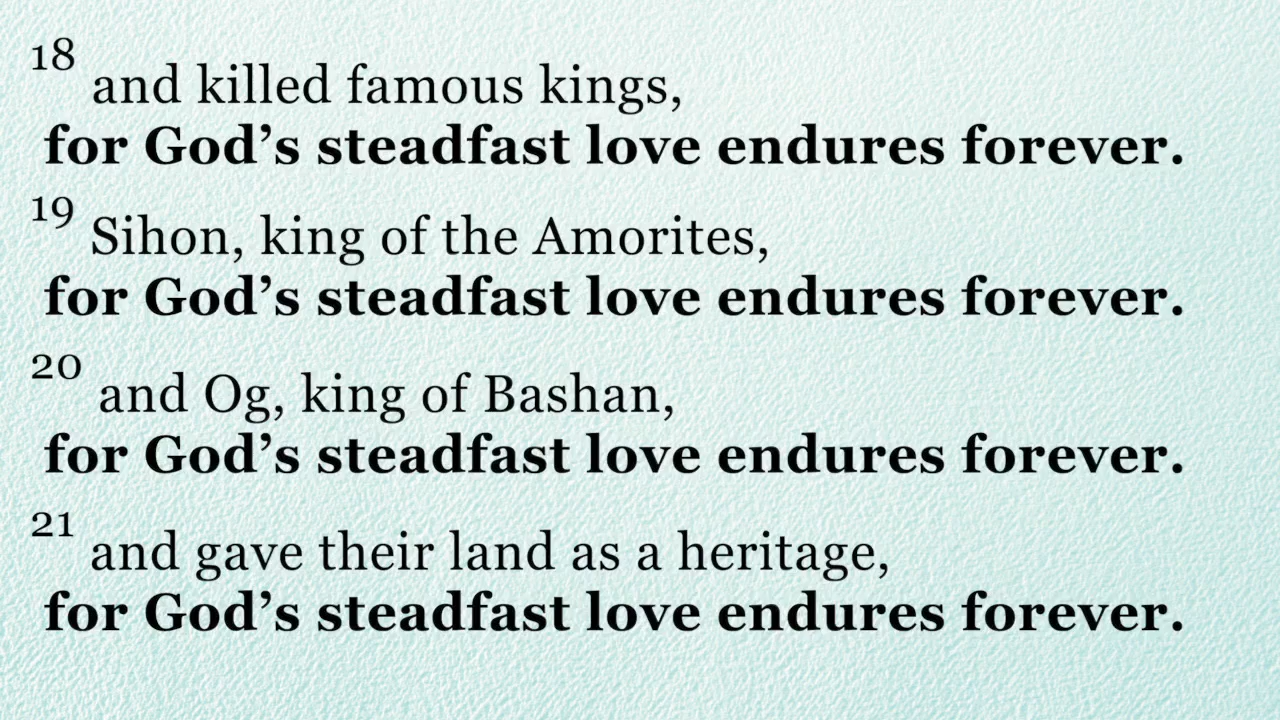 18 and killed famous kings,
for God’s steadfast love endures forever.
19 Sihon, king of the Amorites,
for God’s steadfast love endures forever.
20 and Og, king of Bashan,
for God’s steadfast love endures forever.
21 and gave their land as a heritage,
for God’s steadfast love endures forever.